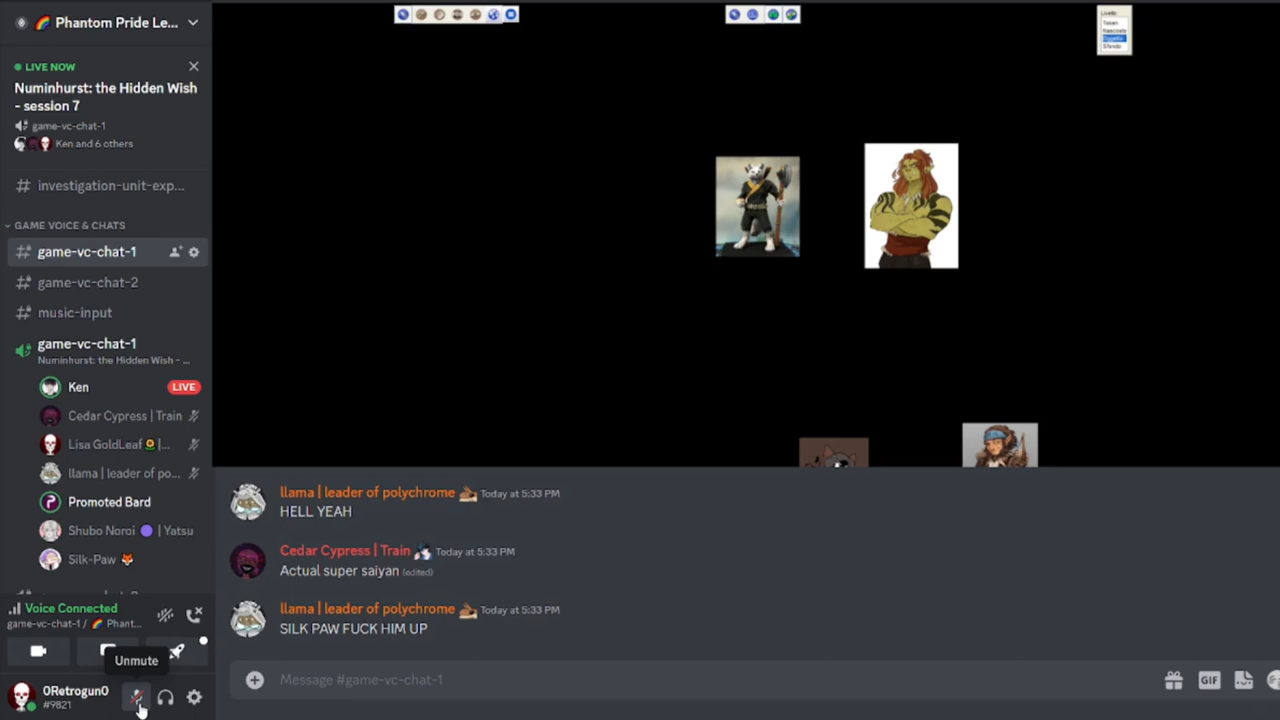 Phantom Pride Le...
LIVE NOW
Numinhurst: the Hidden Wish
- session 7
game-vc-chat-1
Ken and 6 others
investigation-unit-exp...
GAME VOICE & CHATS
game-vc-chat-1
game-vc-chat-2
music-input
game-vc-chat-1
Numinhurst: the Hidden Wish - ...
Ken LIVE
Cedar Cypress | Train
Lisa GoldLeaf |...
llama | leader of po...
Promoted Bard
Shubo Noroi | Yatsu
Silk-Paw
Voice Connected
game-vc-chat-1 / Phant...
Unmute
0Retrogun0
#9821
Token
llama | leader of polychrome Today at 5:33 PM
HELL YEAH
Cedar Cypress | Train Today at 5:33 PM
Actual super saiyan (edited)
llama | leader of polychrome Today at 5:33 PM
SILK PAW FUCK HIM UP
Message #game-vc-chat-1
GIF